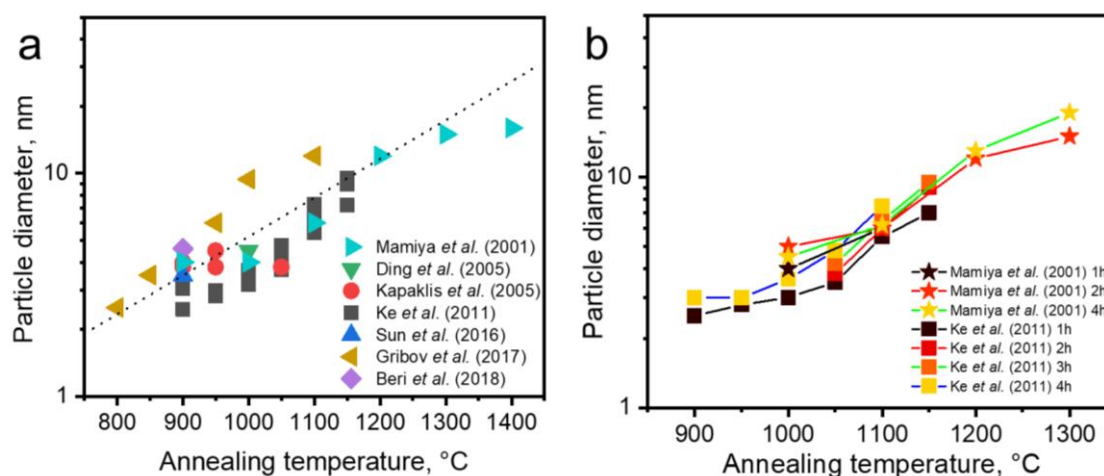 a
Particle diameter, nm
10
1
800 900 1000 1100 1200 1300 1400
Annealing temperature, °C
Mamiya et al. (2001)
Ding et al. (2005)
Kapaklis et al. (2005)
Ke et al. (2011)
Sun et al. (2016)
Gribov et al. (2017)
Beri et al. (2018)
b
Particle diameter, nm
10
1
900 1000 1100 1200 1300
Annealing temperature, °C
Mamiya et al. (2001) 1h
Mamiya et al. (2001) 2h
Mamiya et al. (2001) 4h
Ke et al. (2011) 1h
Ke et al. (2011) 2h
Ke et al. (2011) 3h
Ke et al. (2011) 4h